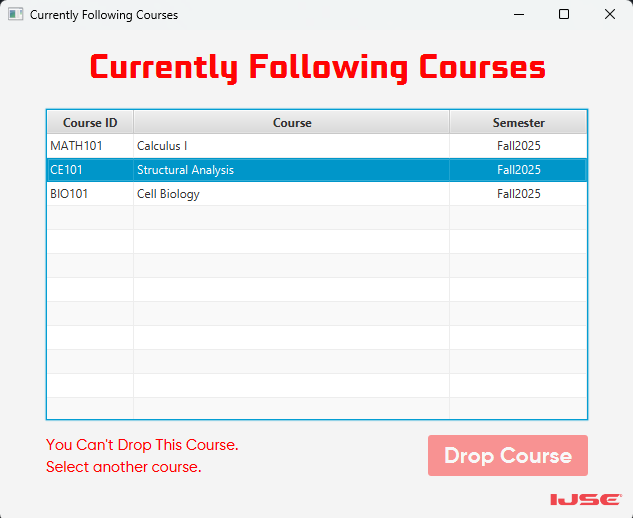 Currently Following Courses
Currently Following Courses
Course ID Course Semester
MATH101 Calculus I Fall2025
CE101 Structural Analysis Fall2025
BIO101 Cell Biology Fall2025
You Can't Drop This Course.
Select another course.
Drop Course
IJSE